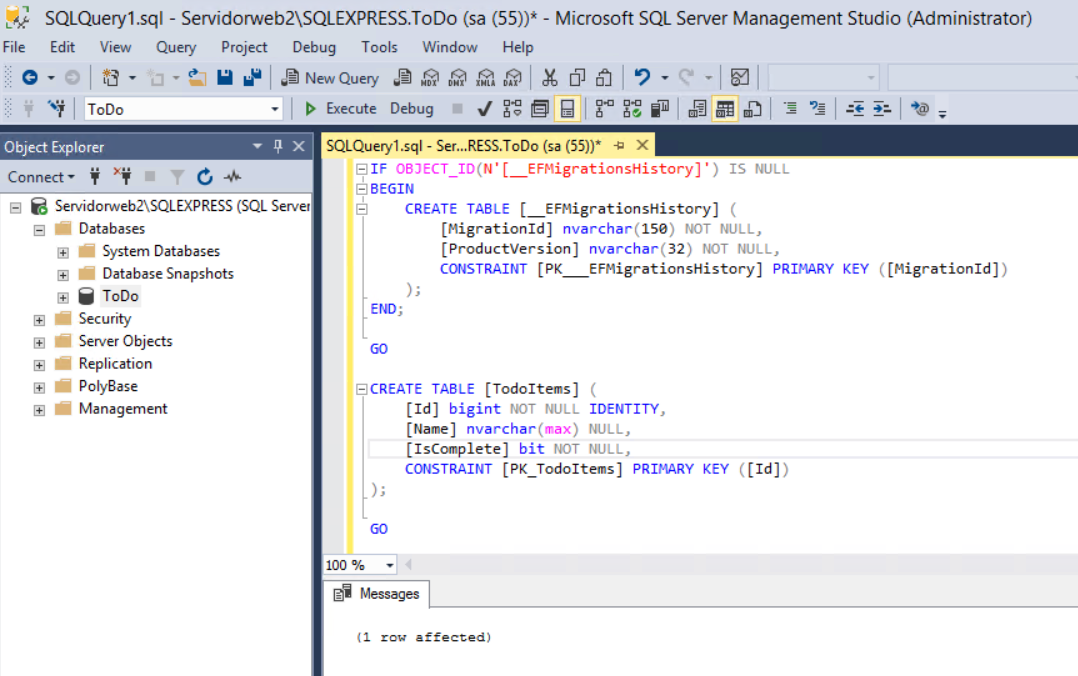 SQLQuery1.sql - Servidorweb2\SQLEXPRESS.ToDo (sa (55))* - Microsoft SQL Server Management Studio (Administrator)
File Edit View Query Project Debug Tools Window Help
New Query MDX DMX XMLA DAX
ToDo Execute Debug
Object Explorer
Connect
Servidorweb2\SQLEXPRESS (SQL Server
Databases
System Databases
Database Snapshots
ToDo
Security
Server Objects
Replication
PolyBase
Management
SQLQuery1.sql - Ser...RESS.ToDo (sa (55))*
IF OBJECT_ID(N'[__EFMigrationsHistory]') IS NULL
BEGIN
CREATE TABLE [__EFMigrationsHistory] (
[MigrationId] nvarchar(150) NOT NULL,
[ProductVersion] nvarchar(32) NOT NULL,
CONSTRAINT [PK___EFMigrationsHistory] PRIMARY KEY ([MigrationId])
);
END;
GO
CREATE TABLE [TodoItems] (
[Id] bigint NOT NULL IDENTITY,
[Name] nvarchar(max) NULL,
[IsComplete] bit NOT NULL,
CONSTRAINT [PK_TodoItems] PRIMARY KEY ([Id])
);
GO
100 %
Messages
(1 row affected)